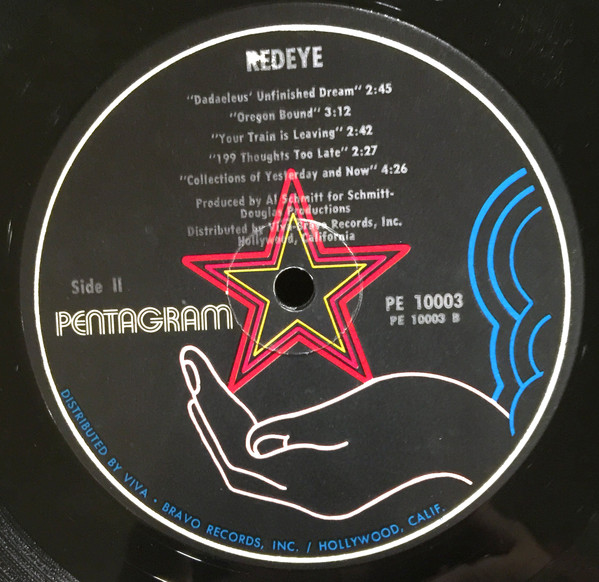 REDEYE
"Dadaeleus' Unfinished Dream" 2:45
"Oregon Bound" 3:12
"Your Train is Leaving" 2:42
"199 Thoughts Too Late" 2:27
"Collections of Yesterday and Now" 4:26
Produced by Al Schmitt for Schmitt-
Douglas Productions
Distributed by Viva-Bravo Records, Inc.
Hollywood, California
Side II
PENTAGRAM
PE 10003
PE 10003 B
DISTRIBUTED BY VIVA • BRAVO RECORDS, INC. / HOLLYWOOD, CALIF.